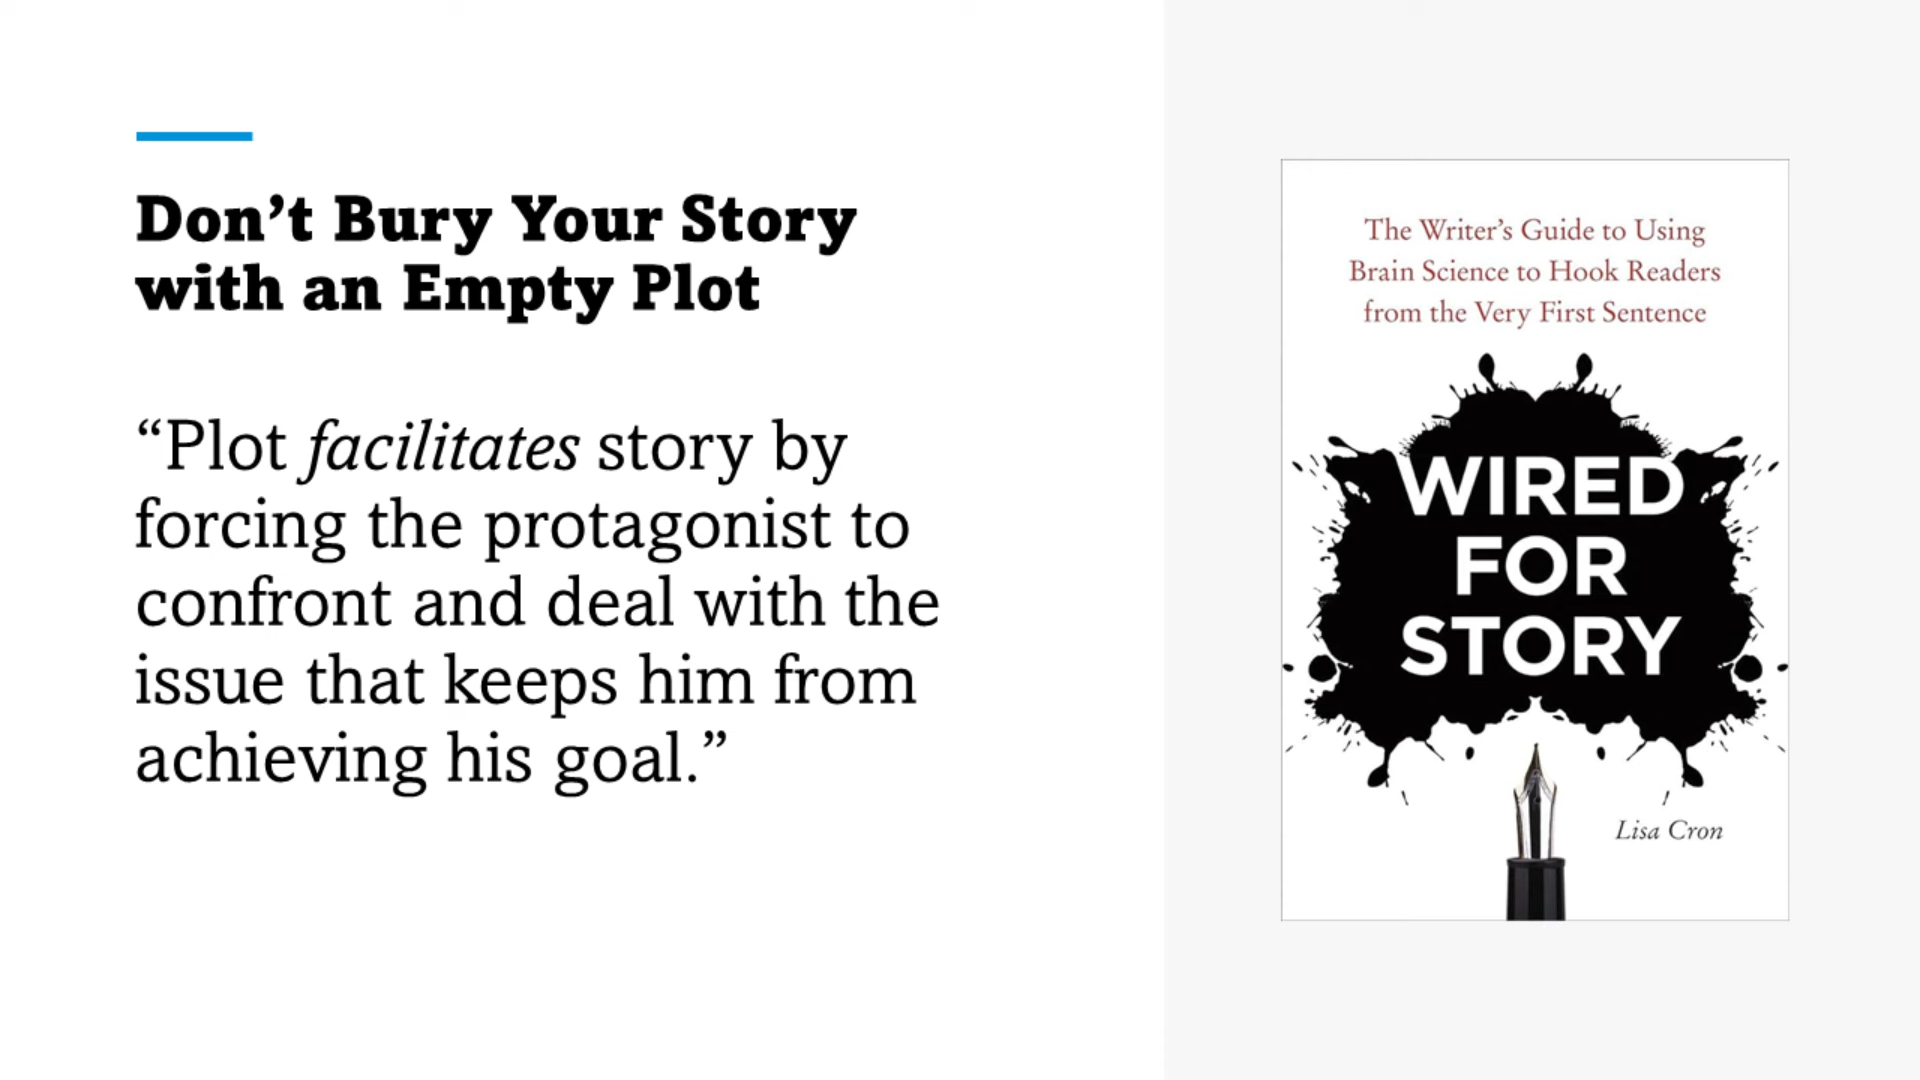 Don’t Bury Your Story
with an Empty Plot
“Plot facilitates story by
forcing the protagonist to
confront and deal with the
issue that keeps him from
achieving his goal.”
The Writer’s Guide to Using
Brain Science to Hook Readers
from the Very First Sentence
WIRED
FOR
STORY
Lisa Cron